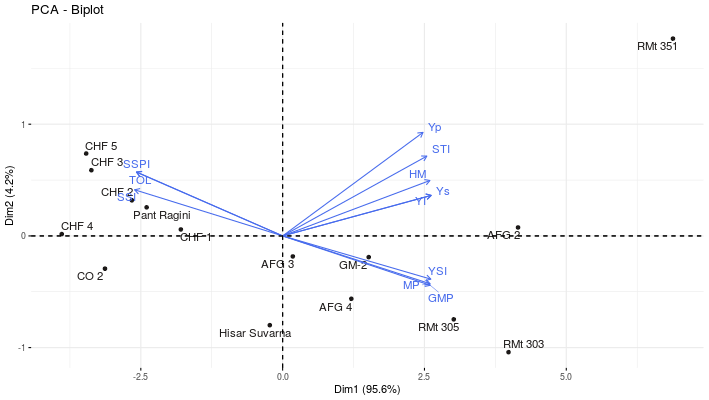 PCA - Biplot
RMt 351
Yp
STI
CHF 5
CHF 3
SSPI
HM
TOL
CHF 2
SSI
Ys
YI
Pant Ragini
CHF 4
CHF 1
AFG 2
AFG 3
GM-2
YSI
CO 2
MP
GMP
AFG 4
RMt 305
Hisar Suvarna
RMt 303
1
0
-1
-2.5
0.0
2.5
5.0
Dim1 (95.6%)
Dim2 (4.2%)